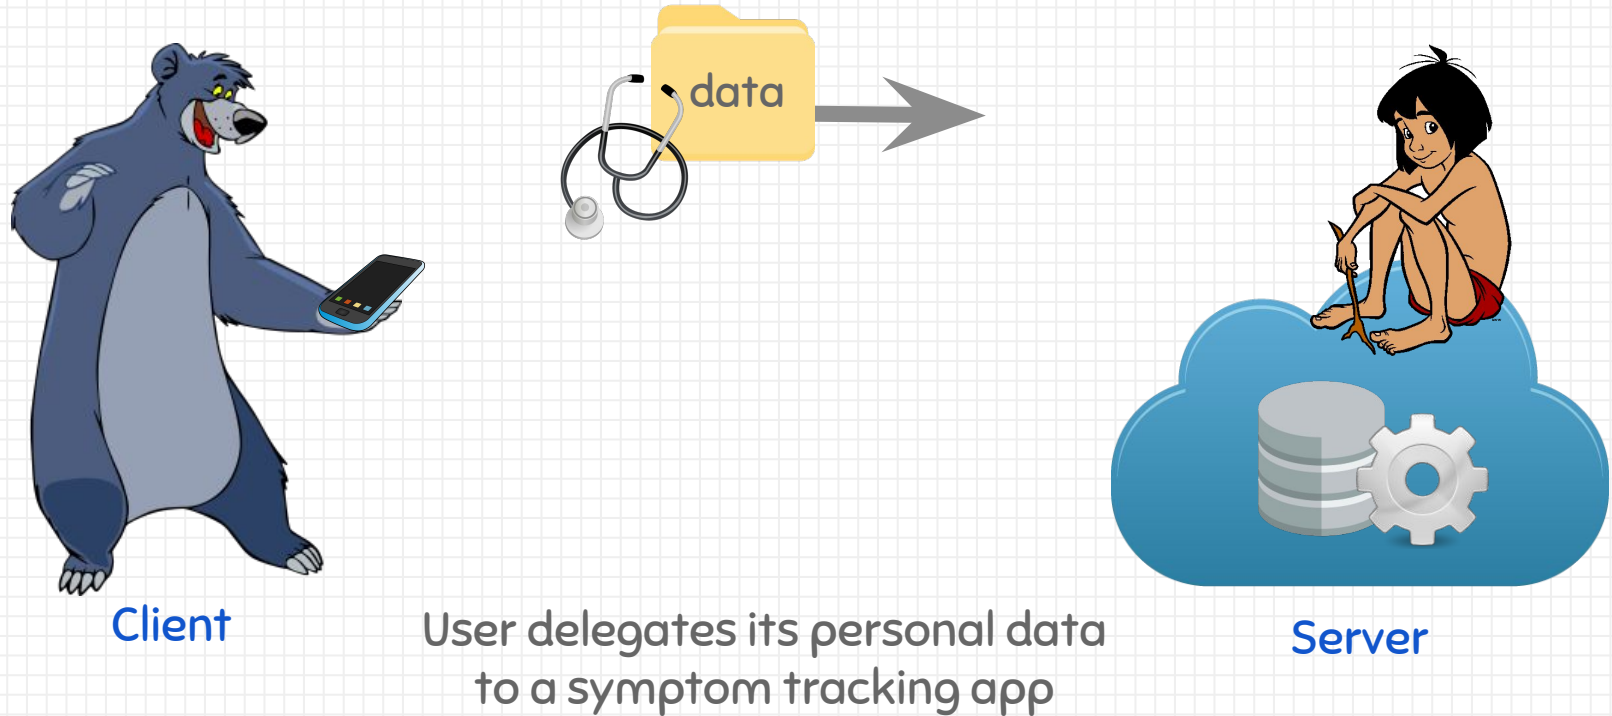 data
Client
User delegates its personal data
to a symptom tracking app
Server